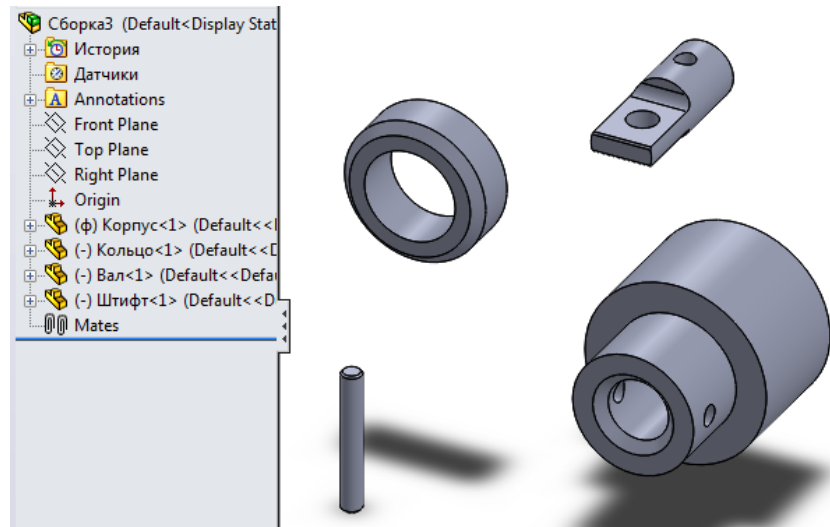 Сборка3 (Default<Display Stat
История
Датчики
Annotations
Front Plane
Top Plane
Right Plane
Origin
(ф) Корпус<1> (Default<<
(-) Кольцо<1> (Default<<D
(-) Вал<1> (Default<<Defau
(-) Штифт<1> (Default<<D
Mates